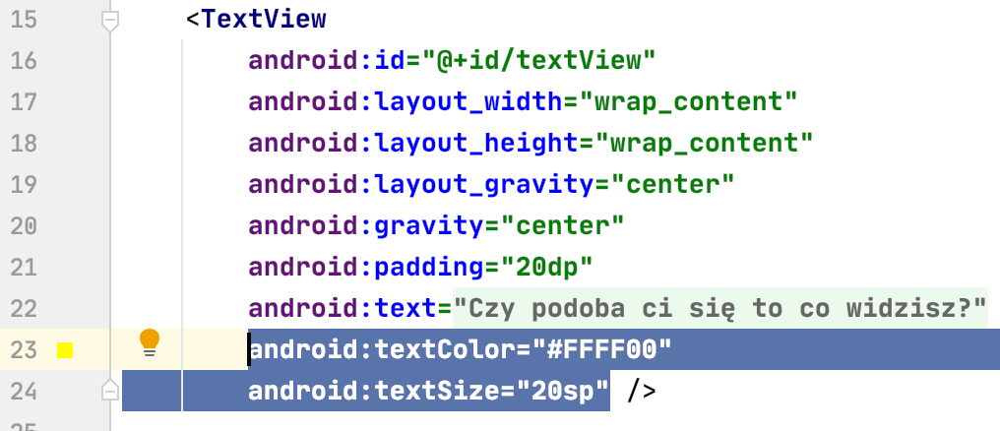 15 <TextView
16 android:id="@+id/textView"
17 android:layout_width="wrap_content"
18 android:layout_height="wrap_content"
19 android:layout_gravity="center"
20 android:gravity="center"
21 android:padding="20dp"
22 android:text="Czy podoba ci się to co widzisz?"
23 android:textColor="#FFFF00"
24 android:textSize="20sp" />
25